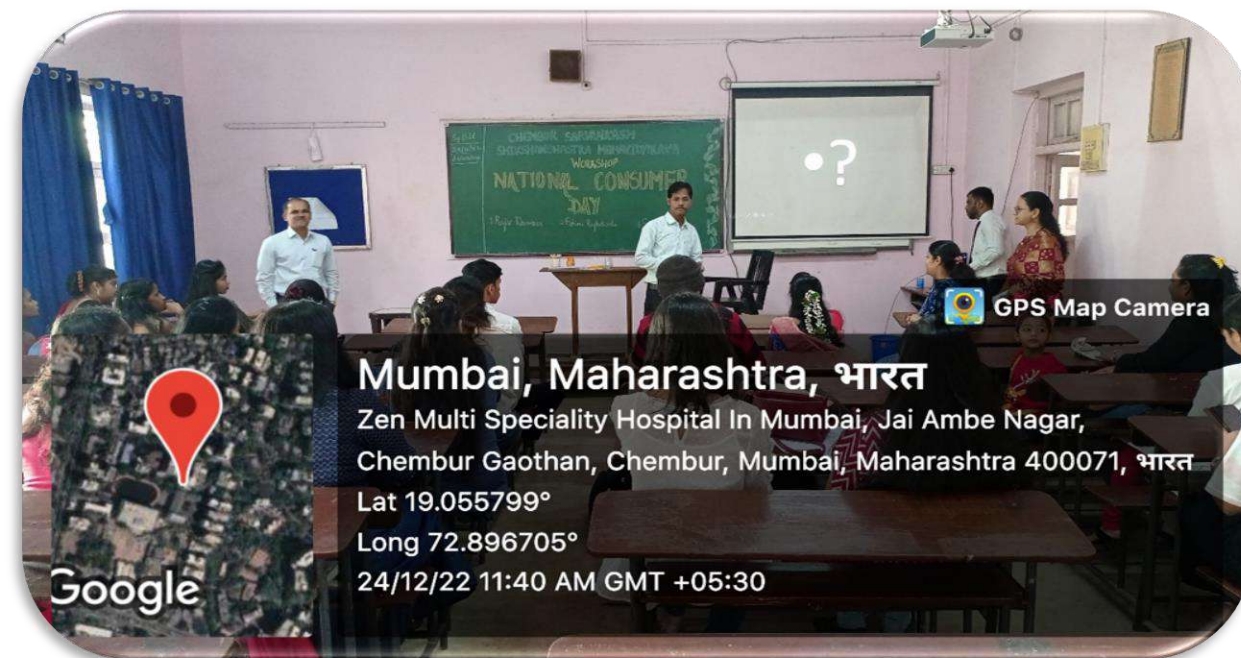 CHEMBUR SARVANKASH
SHIKSHANSHASTRA MAHAVIDYALAYA
WORKSHOP
NATIONAL CONSUMER
DAY
•?
GPS Map Camera
Mumbai, Maharashtra, भारत
Zen Multi Speciality Hospital In Mumbai, Jai Ambe Nagar,
Chembur Gaothan, Chembur, Mumbai, Maharashtra 400071, भारत
Lat 19.055799°
Long 72.896705°
24/12/22 11:40 AM GMT +05:30
Google